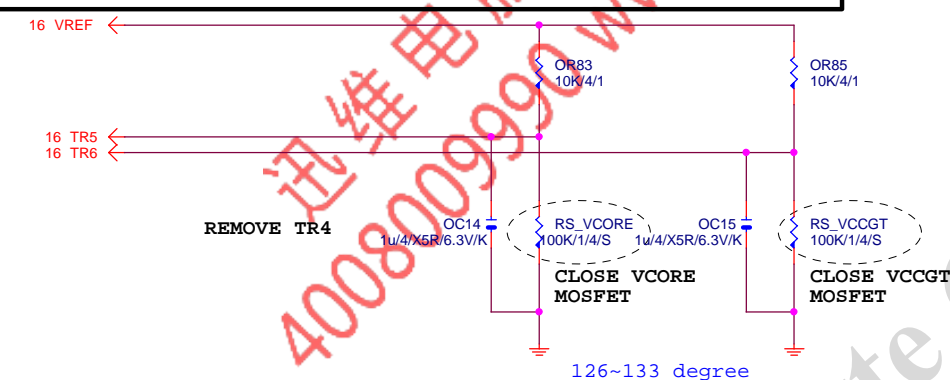 16 VREF
OR83
10K/4/1
OR85
10K/4/1
16 TR5
16 TR6
REMOVE TR4
OC14
1u/4/X5R/6.3V/K
RS_VCORE
100K/1/4/S
OC15
1u/4/X5R/6.3V/K
RS_VCCGT
100K/1/4/S
CLOSE VCORE
MOSFET
CLOSE VCCGT
MOSFET
126~133 degree
迅维电
4008009990 w